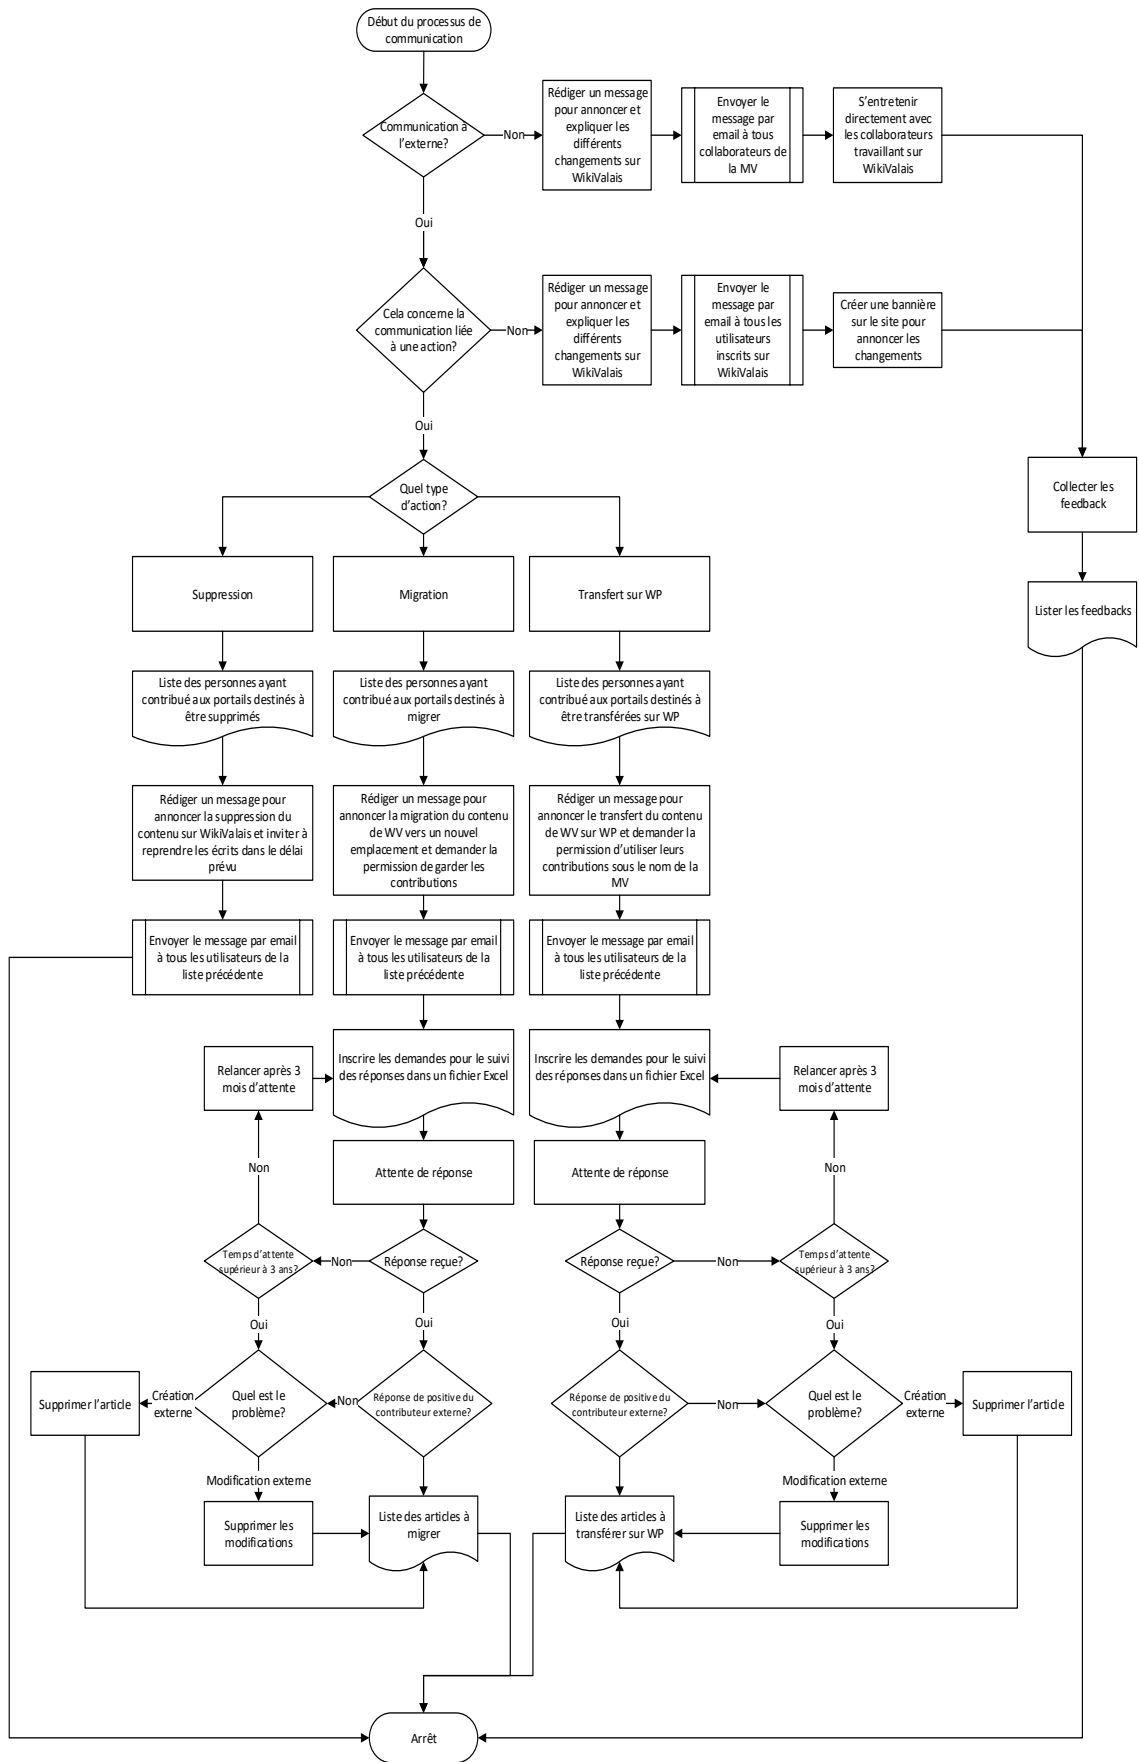 Début du processus de
communication
Communication à
l'externe?
Non
Rédiger un message
pour annoncer et
expliquer les
différents
changements sur
WikiValais
Envoyer le
message par
email à tous
collaborateurs de
la MV
S'entretenir
directement avec
les collaborateurs
travaillant sur
WikiValais
Oui
Cela concerne la
communication liée
à une action?
Non
Rédiger un message
pour annoncer et
expliquer les
différents
changements sur
WikiValais
Envoyer le
message par
email à tous les
utilisateurs
inscrits sur
WikiValais
Créer une bannière
sur le site pour
annoncer les
changements
Oui
Quel type
d'action?
Collecter les
feedback
Lister les feedbacks
Suppression
Migration
Transfert sur WP
Liste des personnes ayant
contribué aux portails destinés à
être supprimés
Liste des personnes ayant
contribué aux portails destinés à
migrer
Liste des personnes ayant
contribué aux portails destinés à
être transférées sur WP
Rédiger un message pour
annoncer la suppression du
contenu sur WikiValais et inviter à
reprendre les écrits dans le délai
prévu
Rédiger un message pour
annoncer la migration du contenu
de WV vers un nouvel
emplacement et demander la
permission de garder les
contributions
Rédiger un message pour
annoncer le transfert du contenu
de WV sur WP et demander la
permission d'utiliser leurs
contributions sous le nom de la
MV
Envoyer le message par email
à tous les utilisateurs de la
liste précédente
Envoyer le message par email
à tous les utilisateurs de la
liste précédente
Envoyer le message par email
à tous les utilisateurs de la
liste précédente
Relancer après 3
mois d'attente
Inscrire les demandes pour le suivi
des réponses dans un fichier Excel
Inscrire les demandes pour le suivi
des réponses dans un fichier Excel
Relancer après 3
mois d'attente
Non
Attente de réponse
Attente de réponse
Non
Temps d'attente
supérieur à 3 ans?
Non
Réponse reçue?
Réponse reçue?
Non
Temps d'attente
supérieur à 3 ans?
Oui
Oui
Oui
Oui
Supprimer l'article
Création
externe
Quel est le
problème?
Non
Réponse de positive du
contributeur externe?
Réponse de positive du
contributeur externe?
Non
Quel est le
problème?
Création
externe
Supprimer l'article
Modification externe
Modification externe
Supprimer les
modifications
Liste des articles à
migrer
Liste des articles à
transférer sur WP
Supprimer les
modifications
Arrêt